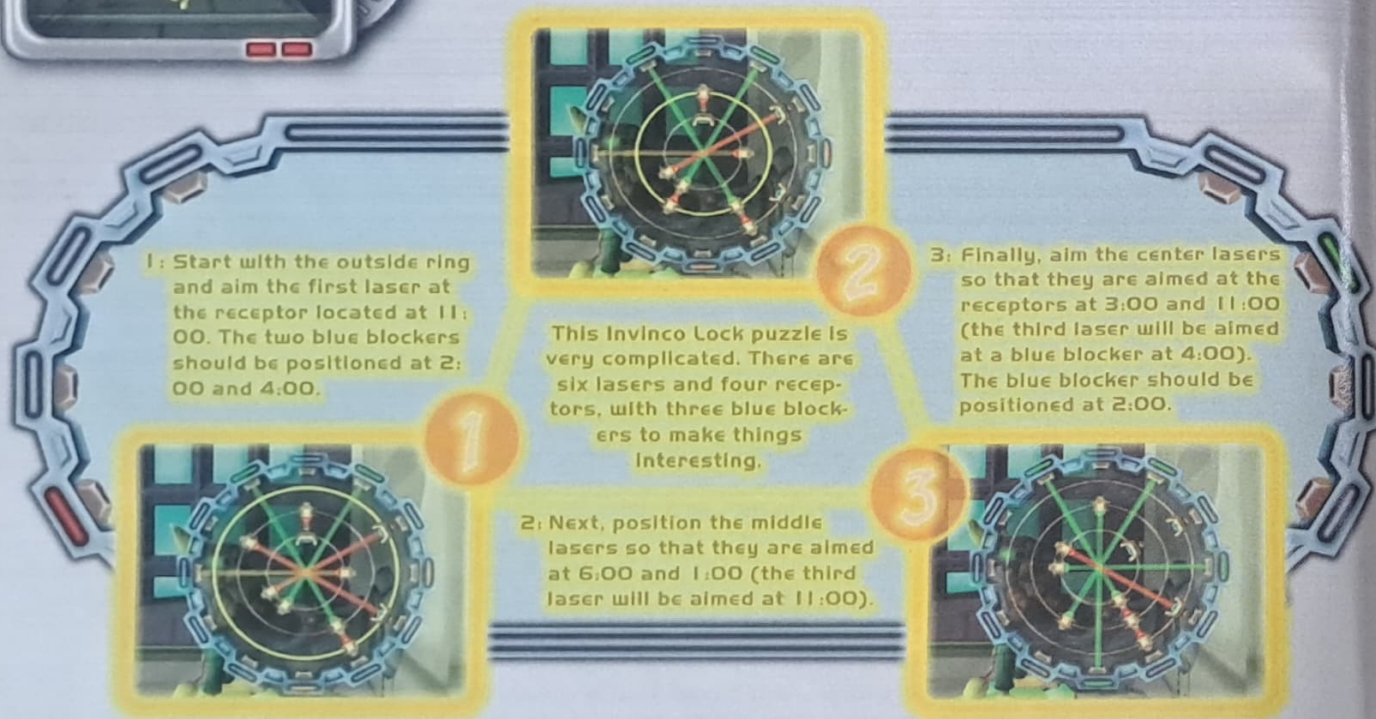 1: Start with the outside ring
and aim the first laser at
the receptor located at 11:
00. The two blue blockers
should be positioned at 2:
00 and 4:00.
1
This Invinco Lock puzzle is
very complicated. There are
six lasers and four recep-
tors, with three blue block-
ers to make things
interesting.
2
2: Next, position the middle
lasers so that they are aimed
at 6:00 and 1:00 (the third
laser will be aimed at 11:00).
3: Finally, aim the center lasers
so that they are aimed at the
receptors at 3:00 and 11:00
(the third laser will be aimed
at a blue blocker at 4:00).
The blue blocker should be
positioned at 2:00.
3